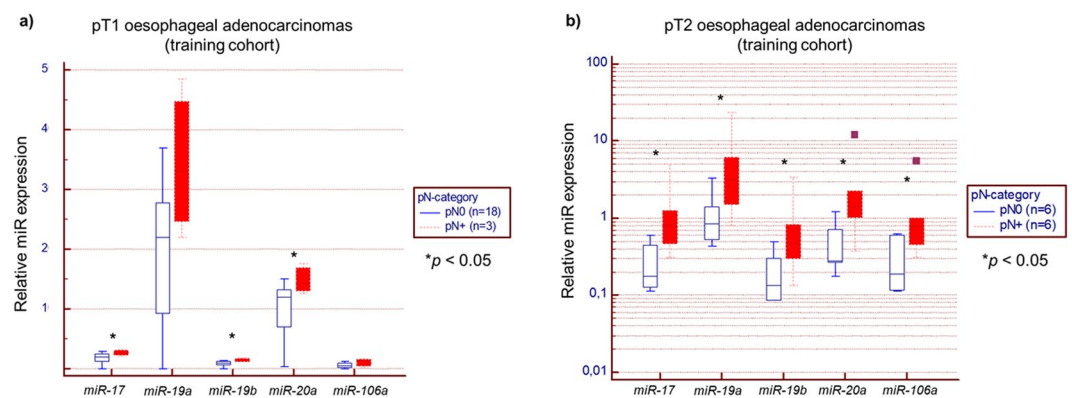 a)
pT1 oesophageal adenocarcinomas
(training cohort)
Relative miR expression
5
4
3
2
1
miR-17 miR-19a miR-19b miR-20a miR-106a
* * *
pN-category
pN0 (n=18)
pN+ (n=3)
*p < 0.05
b)
pT2 oesophageal adenocarcinomas
(training cohort)
Relative miR expression
100
10
1
0,1
0,01
miR-17 miR-19a miR-19b miR-20a miR-106a
* * * * *
pN-category
pN0 (n=6)
pN+ (n=6)
*p < 0.05